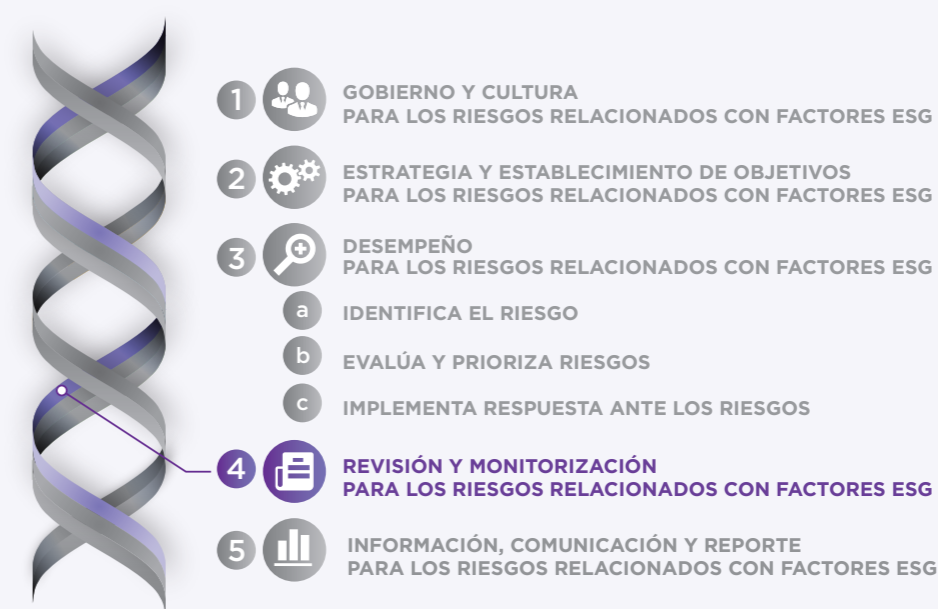 1 GOBIERNO Y CULTURA
PARA LOS RIESGOS RELACIONADOS CON FACTORES ESG
2 ESTRATEGIA Y ESTABLECIMIENTO DE OBJETIVOS
PARA LOS RIESGOS RELACIONADOS CON FACTORES ESG
3 DESEMPEÑO
PARA LOS RIESGOS RELACIONADOS CON FACTORES ESG
a IDENTIFICA EL RIESGO
b EVALÚA Y PRIORIZA RIESGOS
c IMPLEMENTA RESPUESTA ANTE LOS RIESGOS
4 REVISIÓN Y MONITORIZACIÓN
PARA LOS RIESGOS RELACIONADOS CON FACTORES ESG
5 INFORMACIÓN, COMUNICACIÓN Y REPORTE
PARA LOS RIESGOS RELACIONADOS CON FACTORES ESG